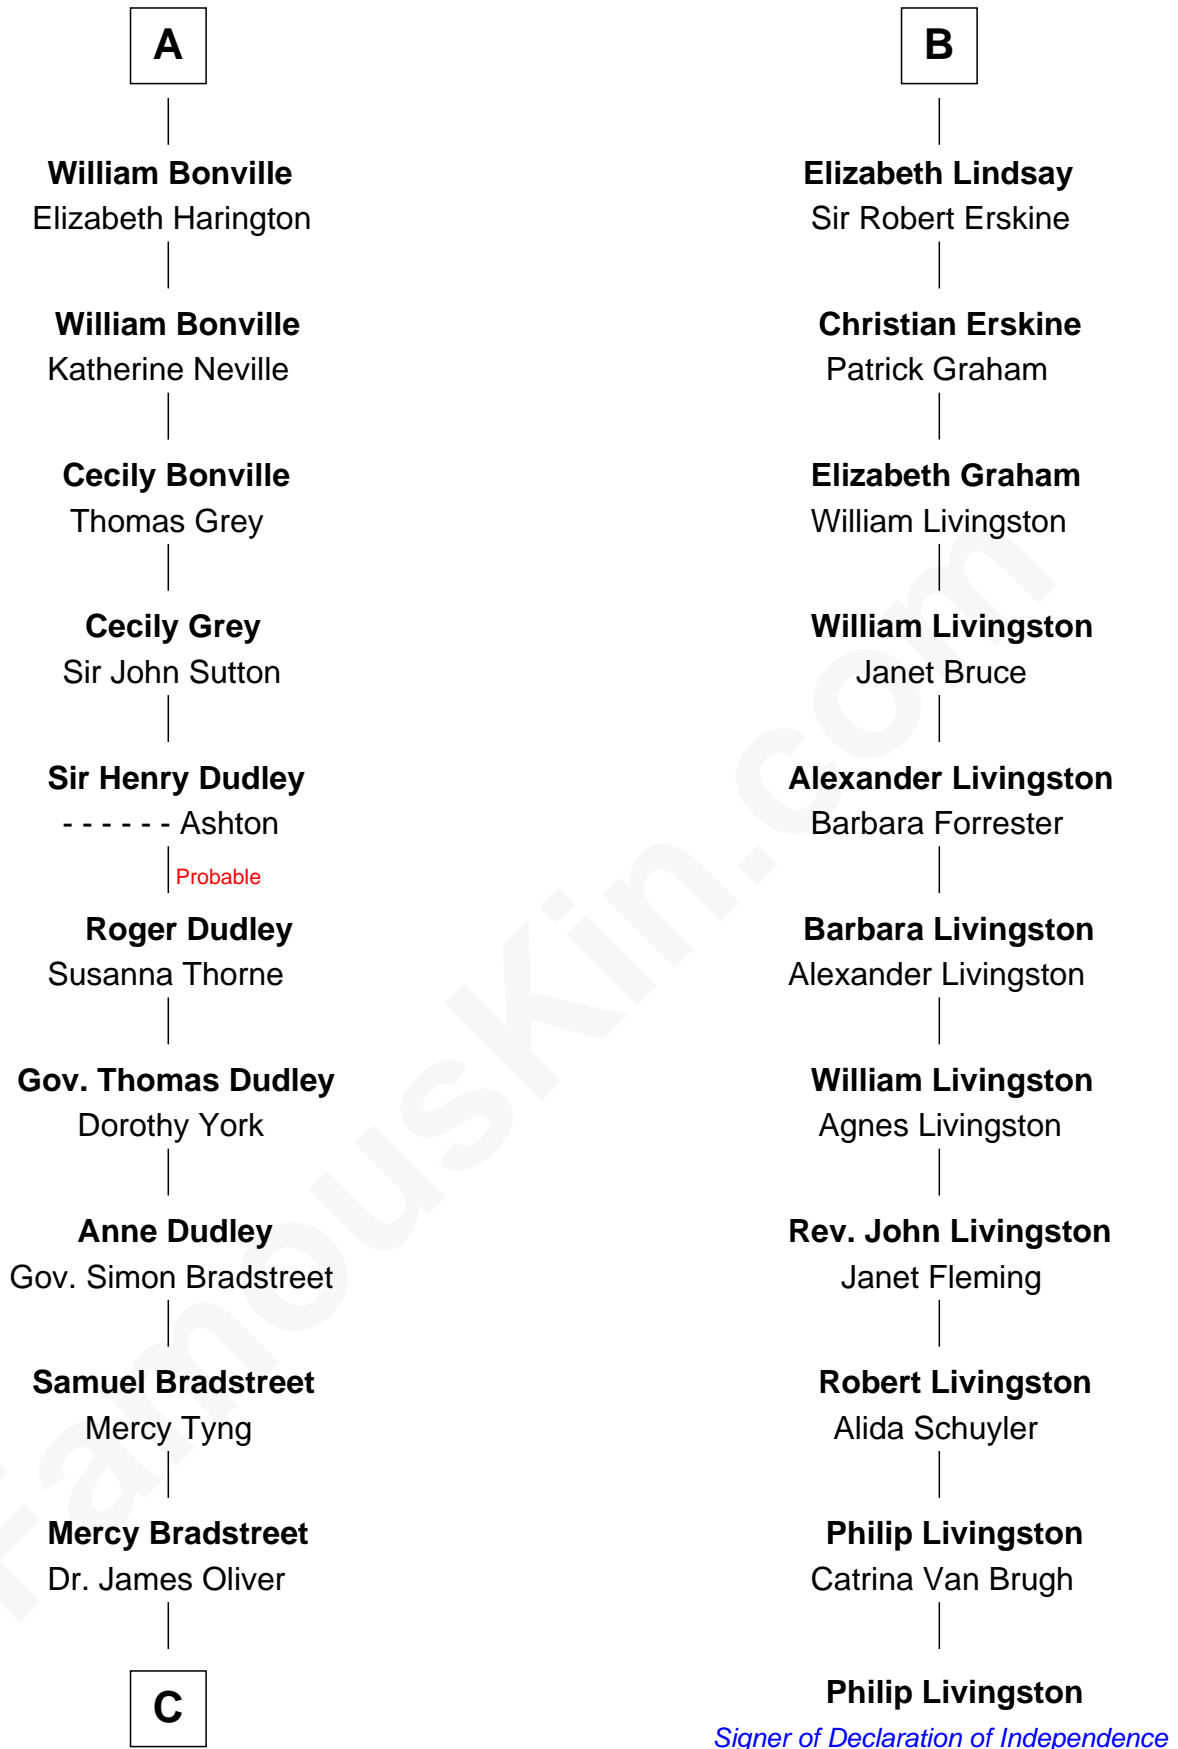 A
William Bonville
Elizabeth Harington
William Bonville
Katherine Neville
Cecily Bonville
Thomas Grey
Cecily Grey
Sir John Sutton
Sir Henry Dudley
- - - - - - Ashton
Probable
Roger Dudley
Susanna Thorne
Gov. Thomas Dudley
Dorothy York
Anne Dudley
Gov. Simon Bradstreet
Samuel Bradstreet
Mercy Tyng
Mercy Bradstreet
Dr. James Oliver
C
B
Elizabeth Lindsay
Sir Robert Erskine
Christian Erskine
Patrick Graham
Elizabeth Graham
William Livingston
William Livingston
Janet Bruce
Alexander Livingston
Barbara Forrester
Barbara Livingston
Alexander Livingston
William Livingston
Agnes Livingston
Rev. John Livingston
Janet Fleming
Robert Livingston
Alida Schuyler
Philip Livingston
Catrina Van Brugh
Philip Livingston
Signer of Declaration of Independence
FamousKin.com